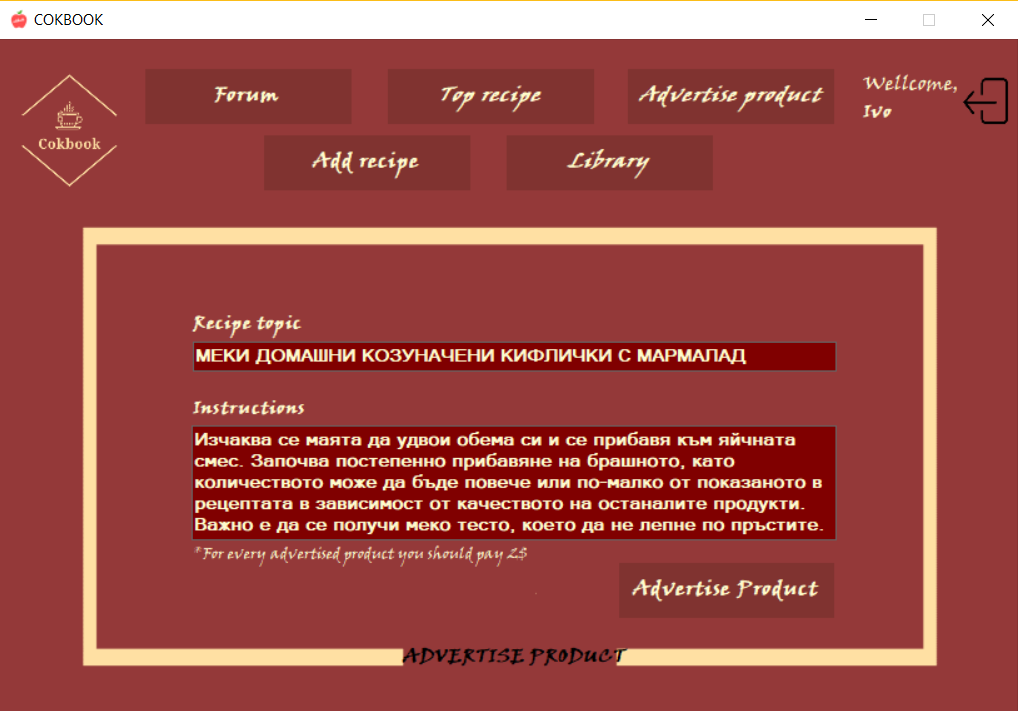 COKBOOK
Forum
Top recipe
Advertise product
Wellcome,
Ivo
Cokbook
Add recipe
Library
Recipe topic
МЕКИ ДОМАШНИ КОЗУНАЧЕНИ КИФЛИЧКИ С МАРМАЛАД
Instructions
Изчаква се маята да удвои обема си и се прибавя към яйчната
смес. Започва постепенно прибавяне на брашното, като
количеството може да бъде повече или по-малко от показаното в
рецептата в зависимост от качеството на останалите продукти.
Важно е да се получи меко тесто, което да не лепне по пръстите.
*For every advertised product you should pay 2$
Advertise Product
ADVERTISE PRODUCT